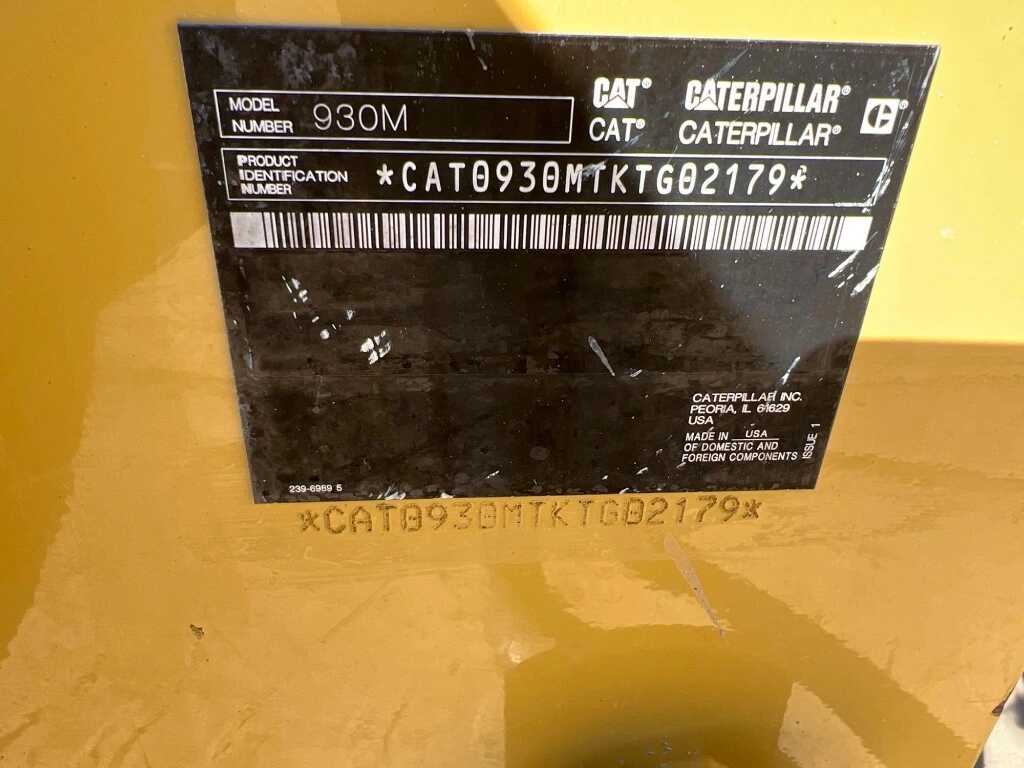 MODEL NUMBER 930M
CAT® CATERPILLAR®
CAT® CATERPILLAR®
PRODUCT IDENTIFICATION NUMBER *CAT0930MTKTG02179*
CATERPILLAR INC.
PEORIA, IL 61629
USA
MADE IN USA
OF DOMESTIC AND
FOREIGN COMPONENTS
ISSUE 1
239-6989 5
*CAT0930MTKTG02179*